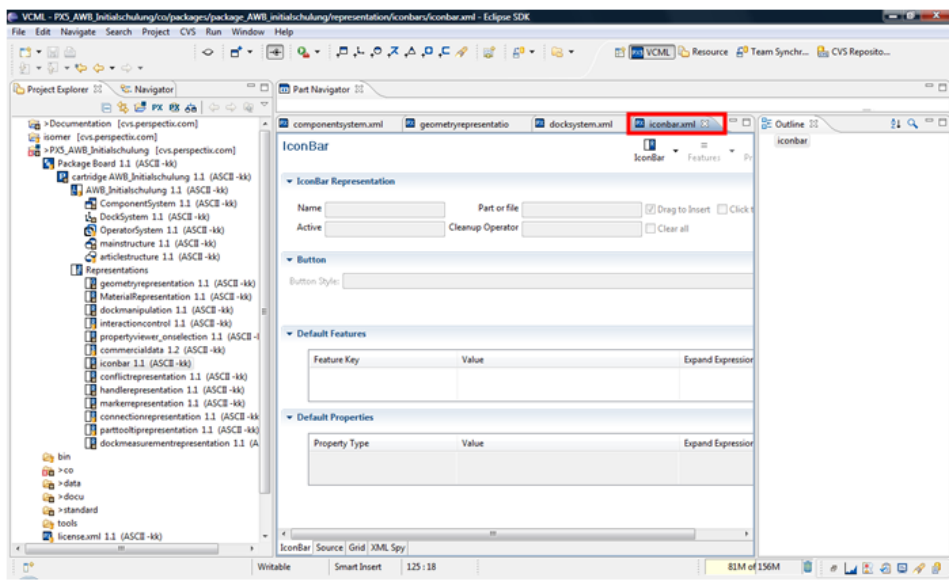 VCML - PX5_AWB_Initialschulung/co/packages/package_AWB_initialschulung/representation/iconbars/iconbar.xml - Eclipse SDK
File Edit Navigate Search Project CVS Run Window Help
VCML Resource Team Synchr... CVS Reposito...
Project Explorer Navigator
Part Navigator
PX PX
componentsystem.xml geometryrepresentatio docksystem.xml iconbar.xml
Outline
iconbar
>Documentation [cvs.perspectix.com]
isomer [cvs.perspectix.com]
>PX5_AWB_Initialschulung [cvs.perspectix.com]
Package Board 1.1 (ASCII -kk)
cartridge AWB_Initialschulung 1.1 (ASCII -kk)
AWB_Initialschulung 1.1 (ASCII -kk)
ComponentSystem 1.1 (ASCII -kk)
DockSystem 1.1 (ASCII -kk)
OperatorSystem 1.1 (ASCII -kk)
mainstructure 1.1 (ASCII -kk)
articlestructure 1.1 (ASCII -kk)
Representations
geometryrepresentation 1.1 (ASCII -kk)
MaterialRepresentation 1.1 (ASCII -kk)
dockmanipulation 1.1 (ASCII -kk)
interactioncontrol 1.1 (ASCII -kk)
propertyviewer_onselection 1.1 (ASCII -l
commercialdata 1.2 (ASCII -kk)
iconbar 1.1 (ASCII -kk)
conflictrepresentation 1.1 (ASCII -kk)
handlerepresentation 1.1 (ASCII -kk)
markerrepresentation 1.1 (ASCII -kk)
connectionrepresentation 1.1 (ASCII -kk
parttooltiprepresentation 1.1 (ASCII -kk)
dockmeasurementrepresentation 1.1 (A
bin
>co
>data
>docu
>standard
tools
license.xml 1.1 (ASCII -kk)
IconBar
IconBar Features Pr
IconBar Representation
Name Part or file Drag to Insert Click t
Active Cleanup Operator Clear all
Button
Button Style:
Default Features
Feature Key Value Expand Expression
Default Properties
Property Type Value Expand Expression
IconBar Source Grid XML Spy
Writable Smart Insert 125 : 18 81M of 156M